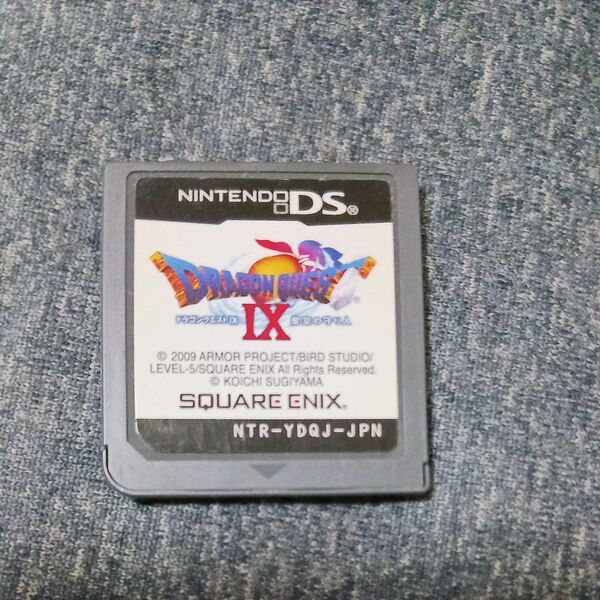 NINTENDO DS®
DRAGON QUEST
IX
ドラゴンクエストIX 星空の守り人
© 2009 ARMOR PROJECT/BIRD STUDIO/
LEVEL-5/SQUARE ENIX All Rights Reserved.
© KOICHI SUGIYAMA
SQUARE ENIX®
NTR-YDQJ-JPN